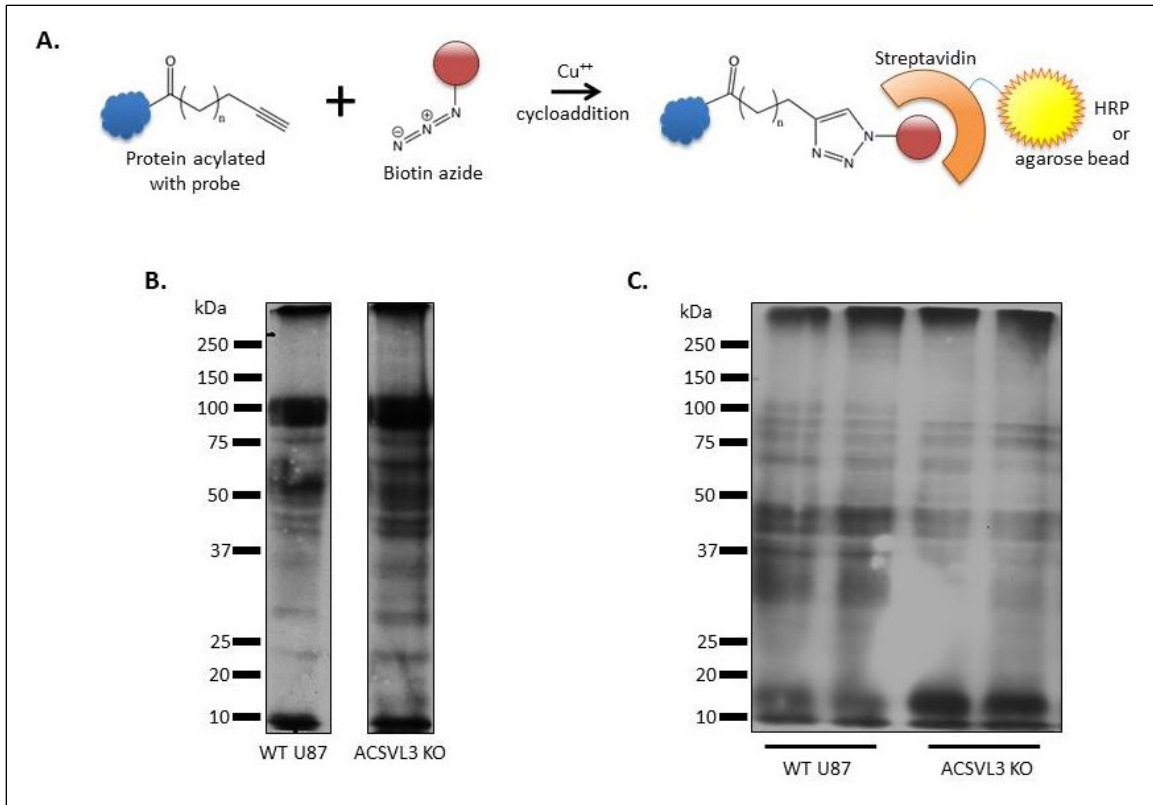 A.
O
n
Protein acylated
with probe
+
N
N
N
⊖
⊕
Biotin azide
Cu⁺⁺
cycloaddition
O
n
N
N
N
Streptavidin
HRP
or
agarose bead
B.
kDa
250
150
100
75
50
37
25
20
10
WT U87 ACSVL3 KO
C.
kDa
250
150
100
75
50
37
25
20
10
WT U87 ACSVL3 KO